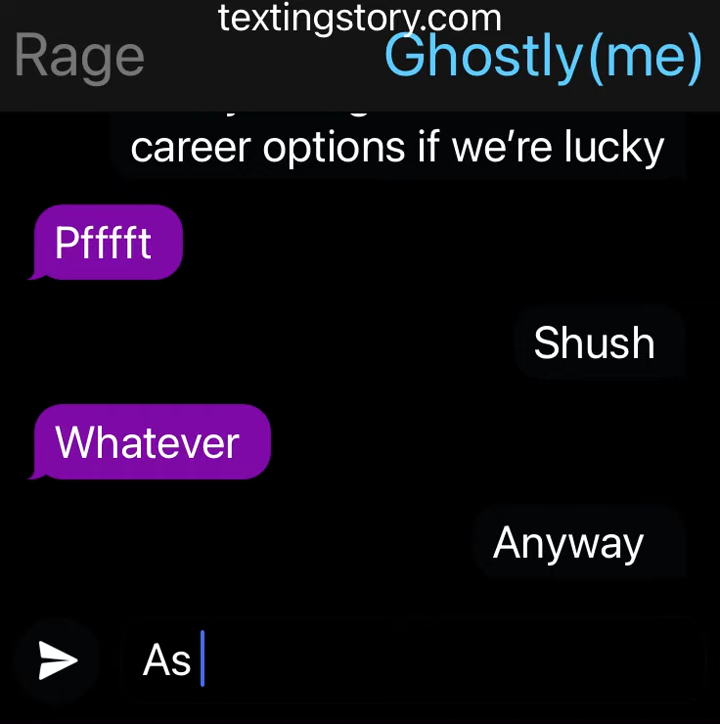 textingstory.com
Rage
Ghostly(me)
career options if we’re lucky
Pfffft
Shush
Whatever
Anyway
As